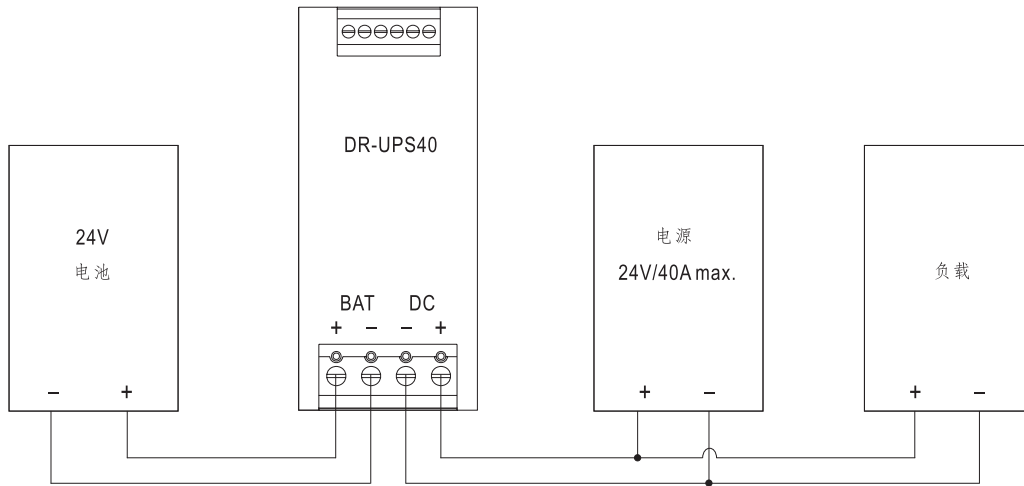 DR-UPS40
24V
电池
BAT DC
+ − − +
− +
电源
24V/40A max.
+ −
负载
+ −